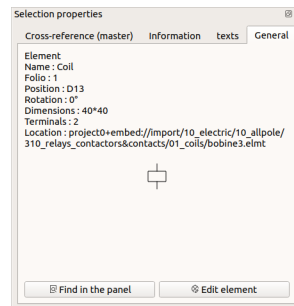 Selection properties
Cross-reference (master) Information texts General
Element
Name : Coil
Folio : 1
Position : D13
Rotation : 0°
Dimensions : 40*40
Terminals : 2
Location : project0+embed://import/10_electric/10_allpole/
310_relays_contactors&contacts/01_coils/bobine3.elmt
Find in the panel Edit element